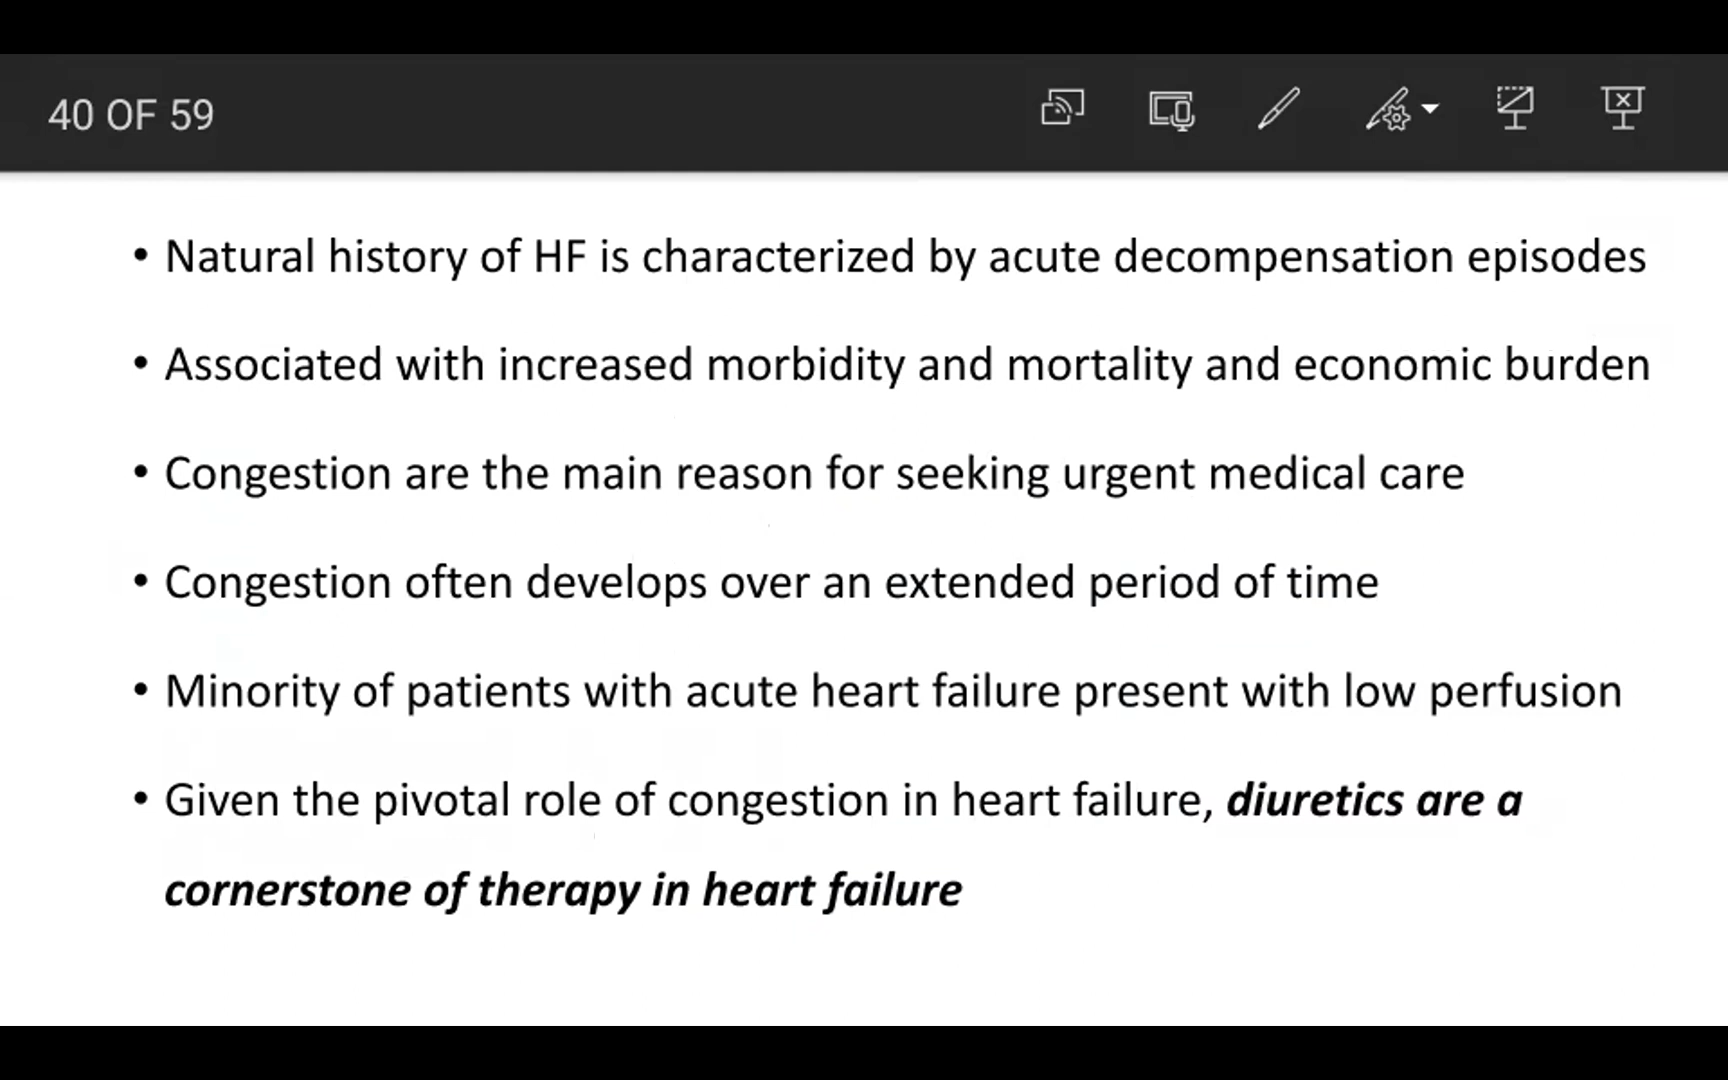 40 OF 59
• Natural history of HF is characterized by acute decompensation episodes
• Associated with increased morbidity and mortality and economic burden
• Congestion are the main reason for seeking urgent medical care
• Congestion often develops over an extended period of time
• Minority of patients with acute heart failure present with low perfusion
• Given the pivotal role of congestion in heart failure, diuretics are a
cornerstone of therapy in heart failure